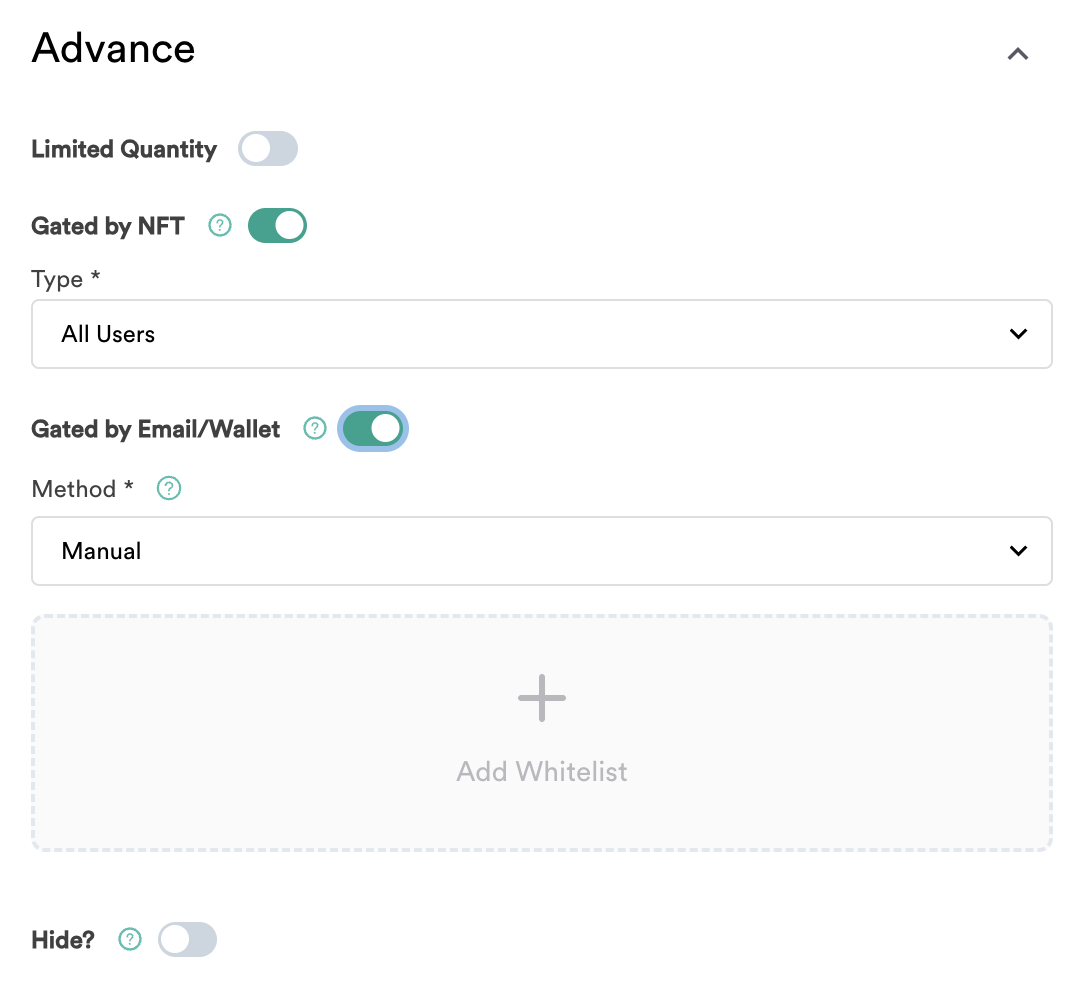 Advance
Limited Quantity
Gated by NFT ?
Type *
All Users
Gated by Email/Wallet ?
Method * ?
Manual
Add Whitelist
Hide? ?